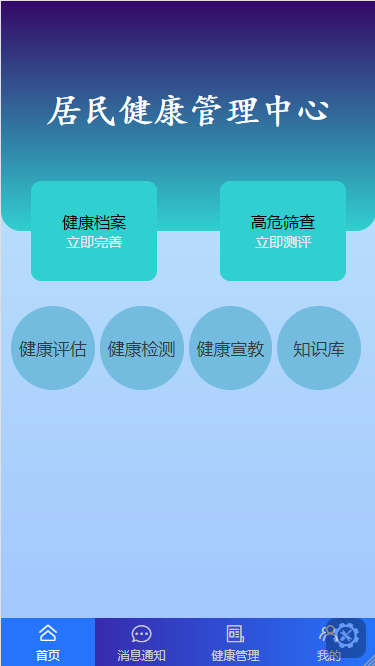 居民健康管理中心
健康档案
立即完善
高危筛查
立即测评
健康评估
健康检测
健康宣教
知识库
首页
消息通知
健康管理
我的